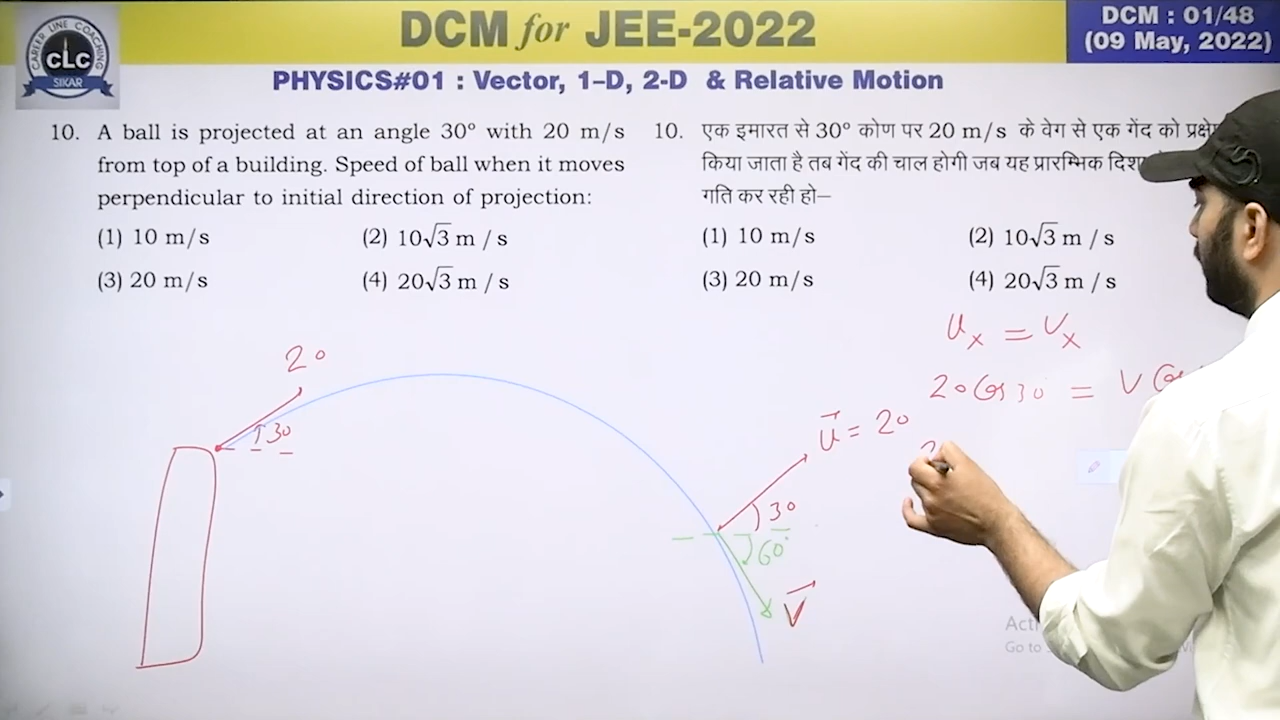 DCM for JEE-2022
DCM : 01/48
(09 May, 2022)
CAREER LINE COACHING
CLC
SIKAR
PHYSICS#01 : Vector, 1–D, 2-D & Relative Motion
10. A ball is projected at an angle 30° with 20 m/s
from top of a building. Speed of ball when it moves
perpendicular to initial direction of projection:
(1) 10 m/s (2) 10√3 m / s
(3) 20 m/s (4) 20√3 m / s
10. एक इमारत से 30° कोण पर 20 m/s के वेग से एक गेंद को
किया जाता है तब गेंद की चाल होगी जब यह प्रारम्भिक
गति कर रही हो–
(1) 10 m/s (2) 10√3 m / s
(3) 20 m/s (4) 20√3 m / s
u_x = v_x
20 Cos 30° = V
20
30
u⃗ = 20
30
60°
V⃗
Go to